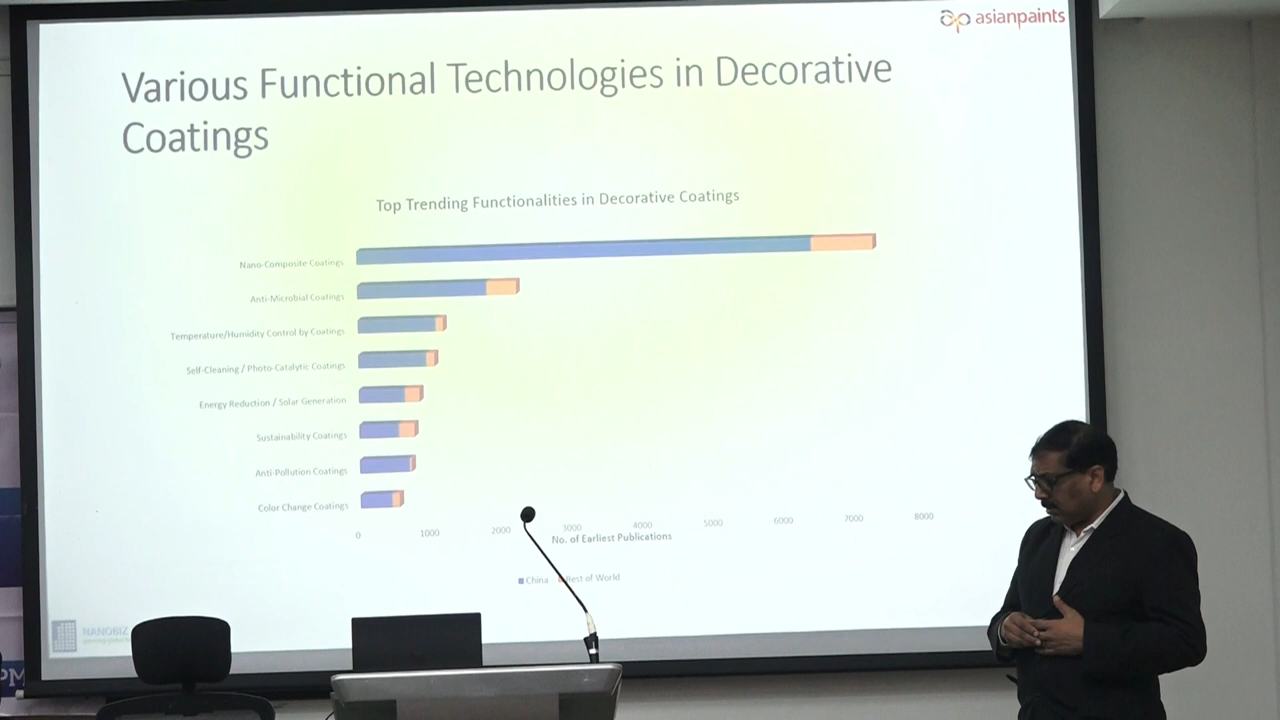 asianpaints
Various Functional Technologies in Decorative
Coatings
Top Trending Functionalities in Decorative Coatings
Nano-Composite Coatings
Anti-Microbial Coatings
Temperature/Humidity Control by Coatings
Self-Cleaning / Photo-Catalytic Coatings
Energy Reduction / Solar Generation
Sustainability Coatings
Anti-Pollution Coatings
Color Change Coatings
0 1000 2000 3000 4000 5000 6000 7000 8000
No. of Earliest Publications
China Rest of World
NANOBIZ
PM